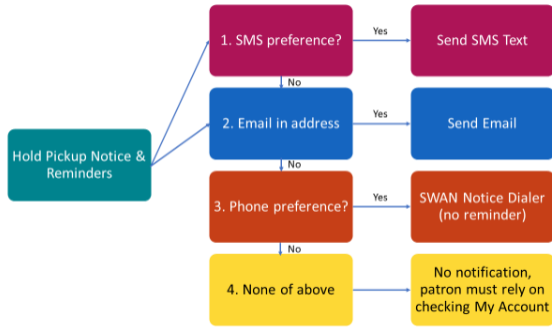 1. SMS preference?
Yes
Send SMS Text
No
2. Email in address
Yes
Send Email
Hold Pickup Notice &
Reminders
No
3. Phone preference?
Yes
SWAN Notice Dialer
(no reminder)
No
4. None of above
No notification,
patron must rely on
checking My Account